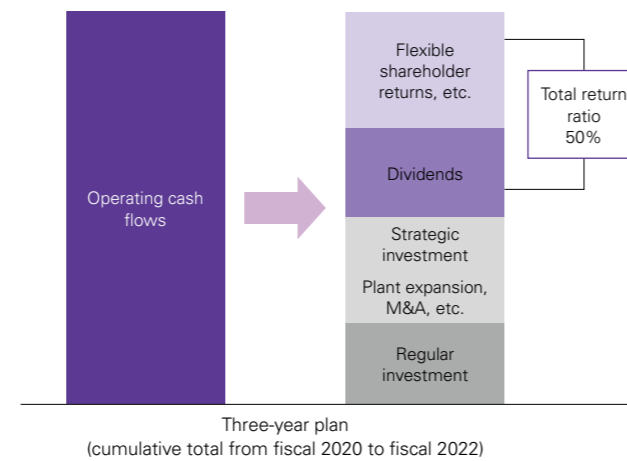 Operating cash
flows
Flexible
shareholder
returns, etc.
Dividends
Strategic
investment
Plant expansion,
M&A, etc.
Regular
investment
Total return
ratio
50%
Three-year plan
(cumulative total from fiscal 2020 to fiscal 2022)